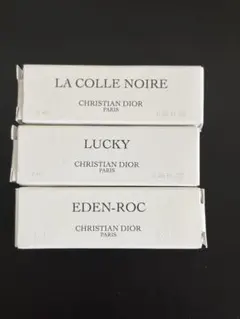 LA COLLE NOIRE
CHRISTIAN DIOR
PARIS
LUCKY
CHRISTIAN DIOR
PARIS
EDEN-ROC
CHRISTIAN DIOR
PARIS